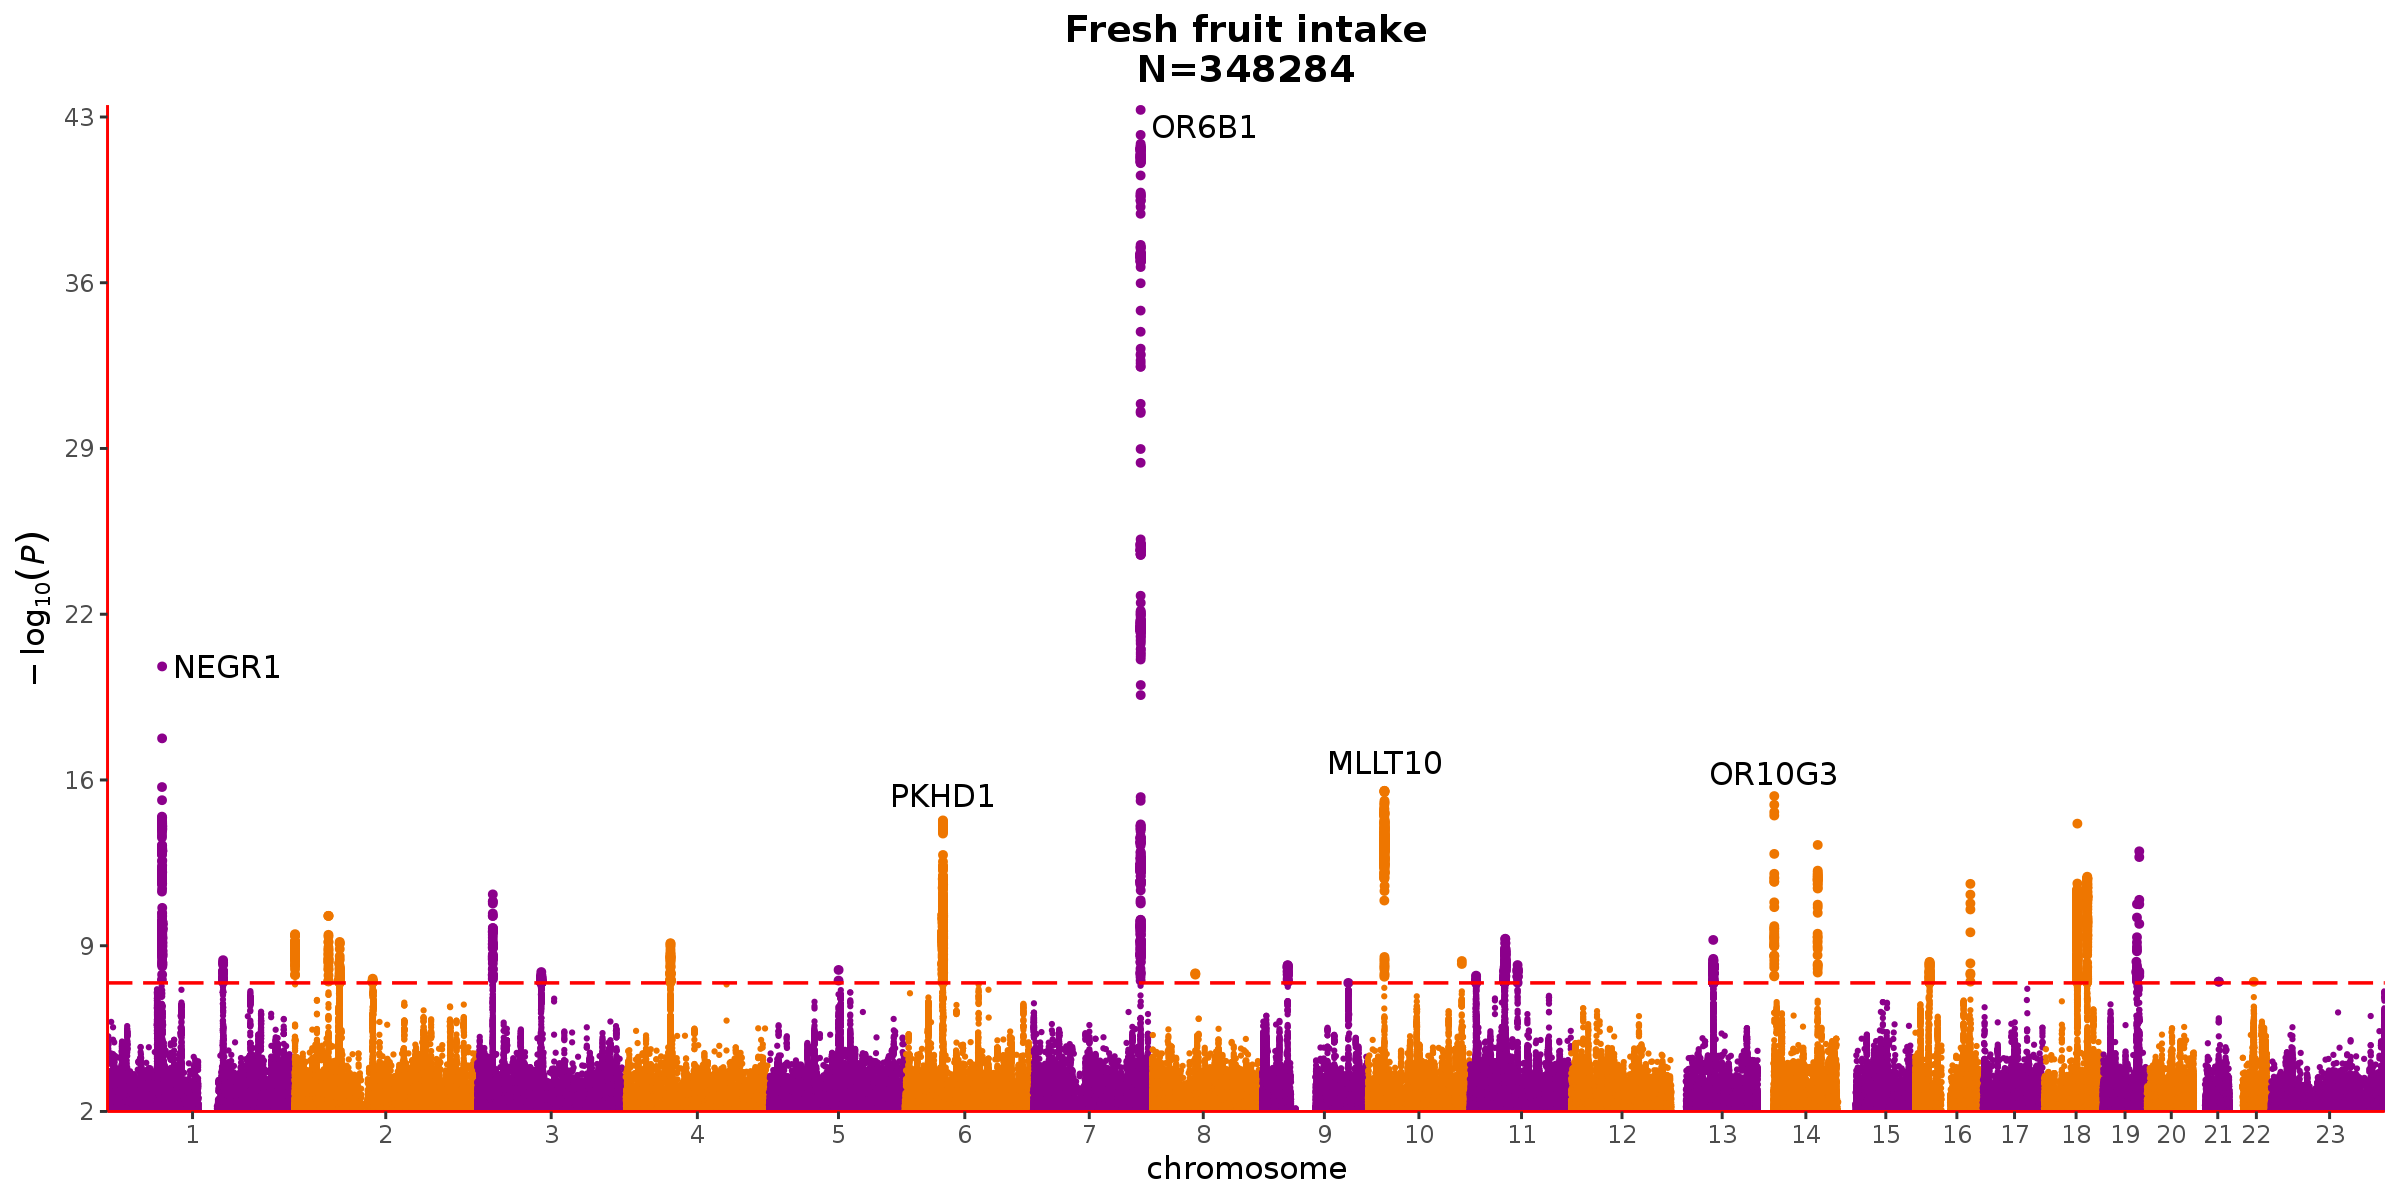 Fresh fruit intake
N=348284
43
36
29
22
16
9
2
−log10(P)
OR6B1
NEGR1
PKHD1
MLLT10
OR10G3
1 2 3 4 5 6 7 8 9 10 11 12 13 14 15 16 17 18 19 20 21 22 23
chromosome